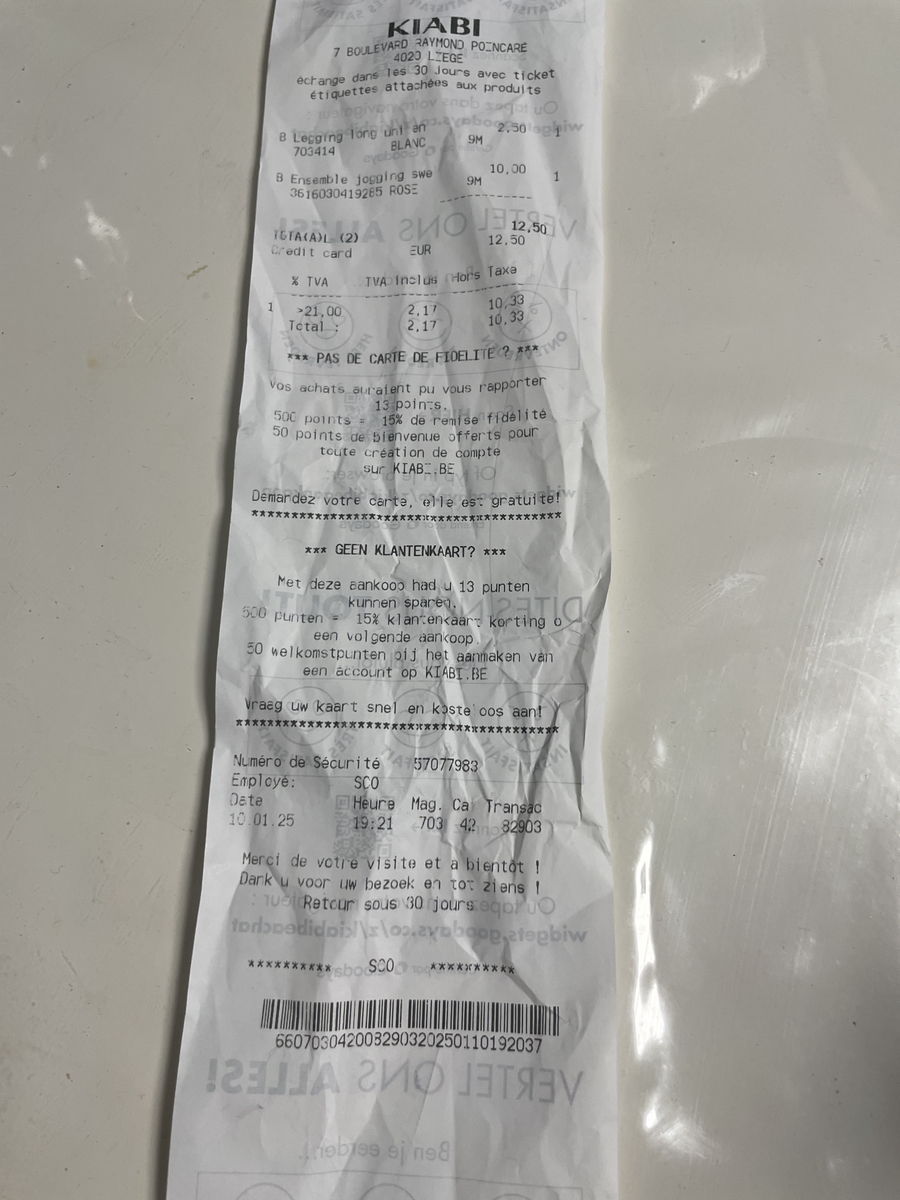 KIABI
7 BOULEVARD RAYMOND POINCARE
4020 LIEGE
échange dans les 30 Jours avec ticket
étiquettes attachées aux produits
B Legging long uni en 2,50 1
703414 BLANC 9M
B Ensemble jogging swe 10,00 1
3616030419285 ROSE 9M
TOTA(A)L (2) 12,50
Credit card EUR 12,50
% TVA TVA Inclus Hors Taxe
1 >21,00 2,17 10,33
Total : 2,17 10,33
*** PAS DE CARTE DE FIDELITE ? ***
Vos achats auraient pu vous rapporter
13 points.
500 points = 15% de remise fidélité
50 points de bienvenue offerts pour
toute création de compte
sur KIABI.BE
Demandez votre carte, elle est gratuite!
****************************************
*** GEEN KLANTENKAART? ***
Met deze aankoop had u 13 punten
kunnen sparen.
500 punten = 15% klantenkaart korting o
een volgende aankoop.
50 welkomstpunten bij het aanmaken van
een account op KIABI.BE
Vraag uw kaart snel en kosteloos aan!
****************************************
Numéro de Sécurité 57077983
Employé: SCO
Date Heure Mag. Ca Transac
10.01.25 19:21 703 42 82903
Merci de votre visite et a bientôt !
Dank u voor uw bezoek en tot ziens !
Retour sous 30 jours
********** SCO **********
660703042003290320250110192037
VERTEL ONS ALLES!
Ben je eerder...